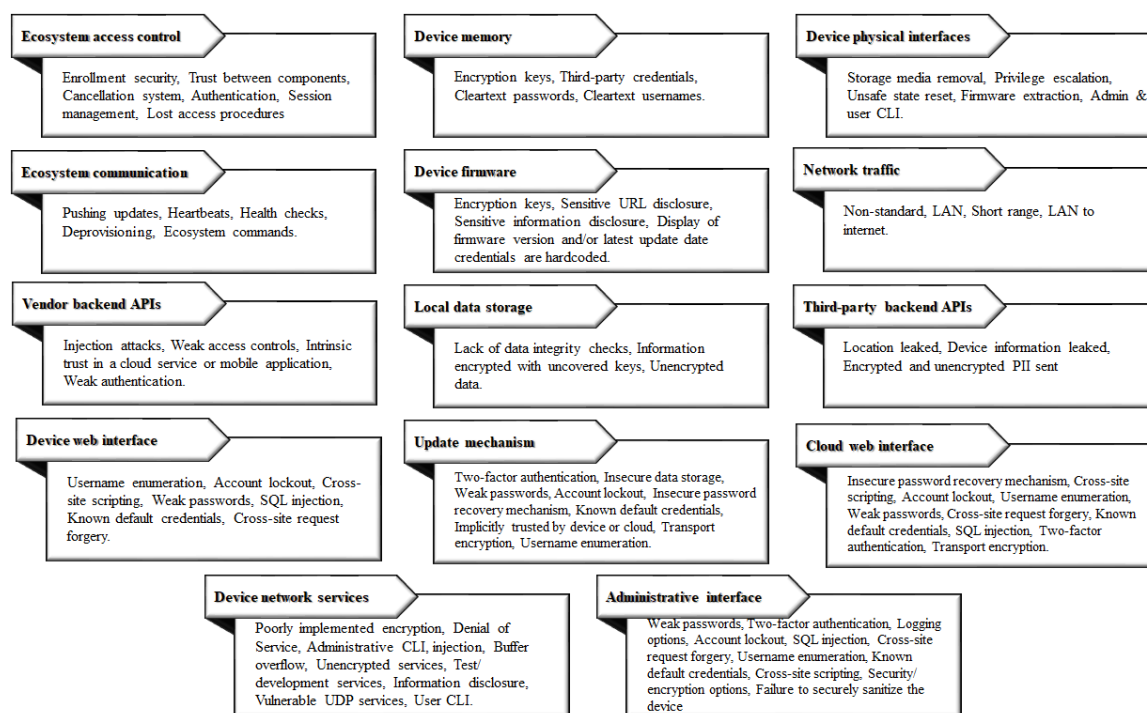 Ecosystem access control
Enrollment security, Trust between components,
Cancellation system, Authentication, Session
management, Lost access procedures
Device memory
Encryption keys, Third-party credentials,
Cleartext passwords, Cleartext usernames.
Device physical interfaces
Storage media removal, Privilege escalation,
Unsafe state reset, Firmware extraction, Admin &
user CLI.
Ecosystem communication
Pushing updates, Heartbeats, Health checks,
Deprovisioning, Ecosystem commands.
Device firmware
Encryption keys, Sensitive URL disclosure,
Sensitive information disclosure, Display of
firmware version and/or latest update date
credentials are hardcoded.
Network traffic
Non-standard, LAN, Short range, LAN to
internet.
Vendor backend APIs
Injection attacks, Weak access controls, Intrinsic
trust in a cloud service or mobile application,
Weak authentication.
Local data storage
Lack of data integrity checks, Information
encrypted with uncovered keys, Unencrypted
data.
Third-party backend APIs
Location leaked, Device information leaked,
Encrypted and unencrypted PII sent
Device web interface
Username enumeration, Account lockout, Cross-
site scripting, Weak passwords, SQL injection,
Known default credentials, Cross-site request
forgery.
Update mechanism
Two-factor authentication, Insecure data storage,
Weak passwords, Account lockout, Insecure password
recovery mechanism, Known default credentials,
Implicitly trusted by device or cloud, Transport
encryption, Username enumeration.
Cloud web interface
Insecure password recovery mechanism, Cross-site
scripting, Account lockout, Username enumeration,
Weak passwords, Cross-site request forgery, Known
default credentials, SQL injection, Two-factor
authentication, Transport encryption.
Device network services
Poorly implemented encryption, Denial of
Service, Administrative CLI, injection, Buffer
overflow, Unencrypted services, Test/
development services, Information disclosure,
Vulnerable UDP services, User CLI.
Administrative interface
Weak passwords, Two-factor authentication, Logging
options, Account lockout, SQL injection, Cross-site
request forgery, Username enumeration, Known
default credentials, Cross-site scripting, Security/
encryption options, Failure to securely sanitize the
device